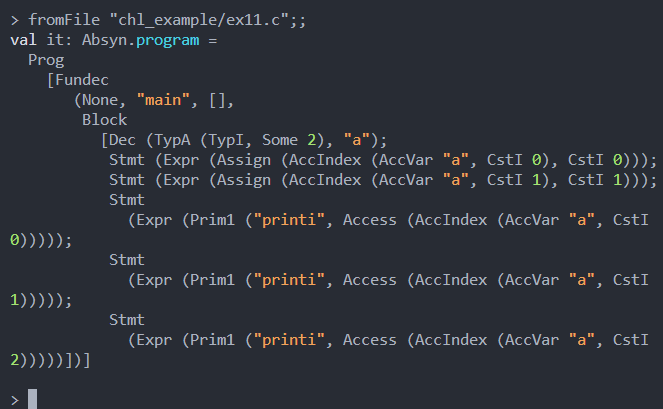 > fromFile "chl_example/ex11.c";;
val it: Absyn.program =
  Prog
    [Fundec
       (None, "main", [],
        Block
          [Dec (TypA (TypI, Some 2), "a");
           Stmt (Expr (Assign (AccIndex (AccVar "a", CstI 0), CstI 0)));
           Stmt (Expr (Assign (AccIndex (AccVar "a", CstI 1), CstI 1)));
           Stmt
             (Expr (Prim1 ("printi", Access (AccIndex (AccVar "a", CstI
0)))));
           Stmt
             (Expr (Prim1 ("printi", Access (AccIndex (AccVar "a", CstI
1)))));
           Stmt
             (Expr (Prim1 ("printi", Access (AccIndex (AccVar "a", CstI
2)))))])]
>